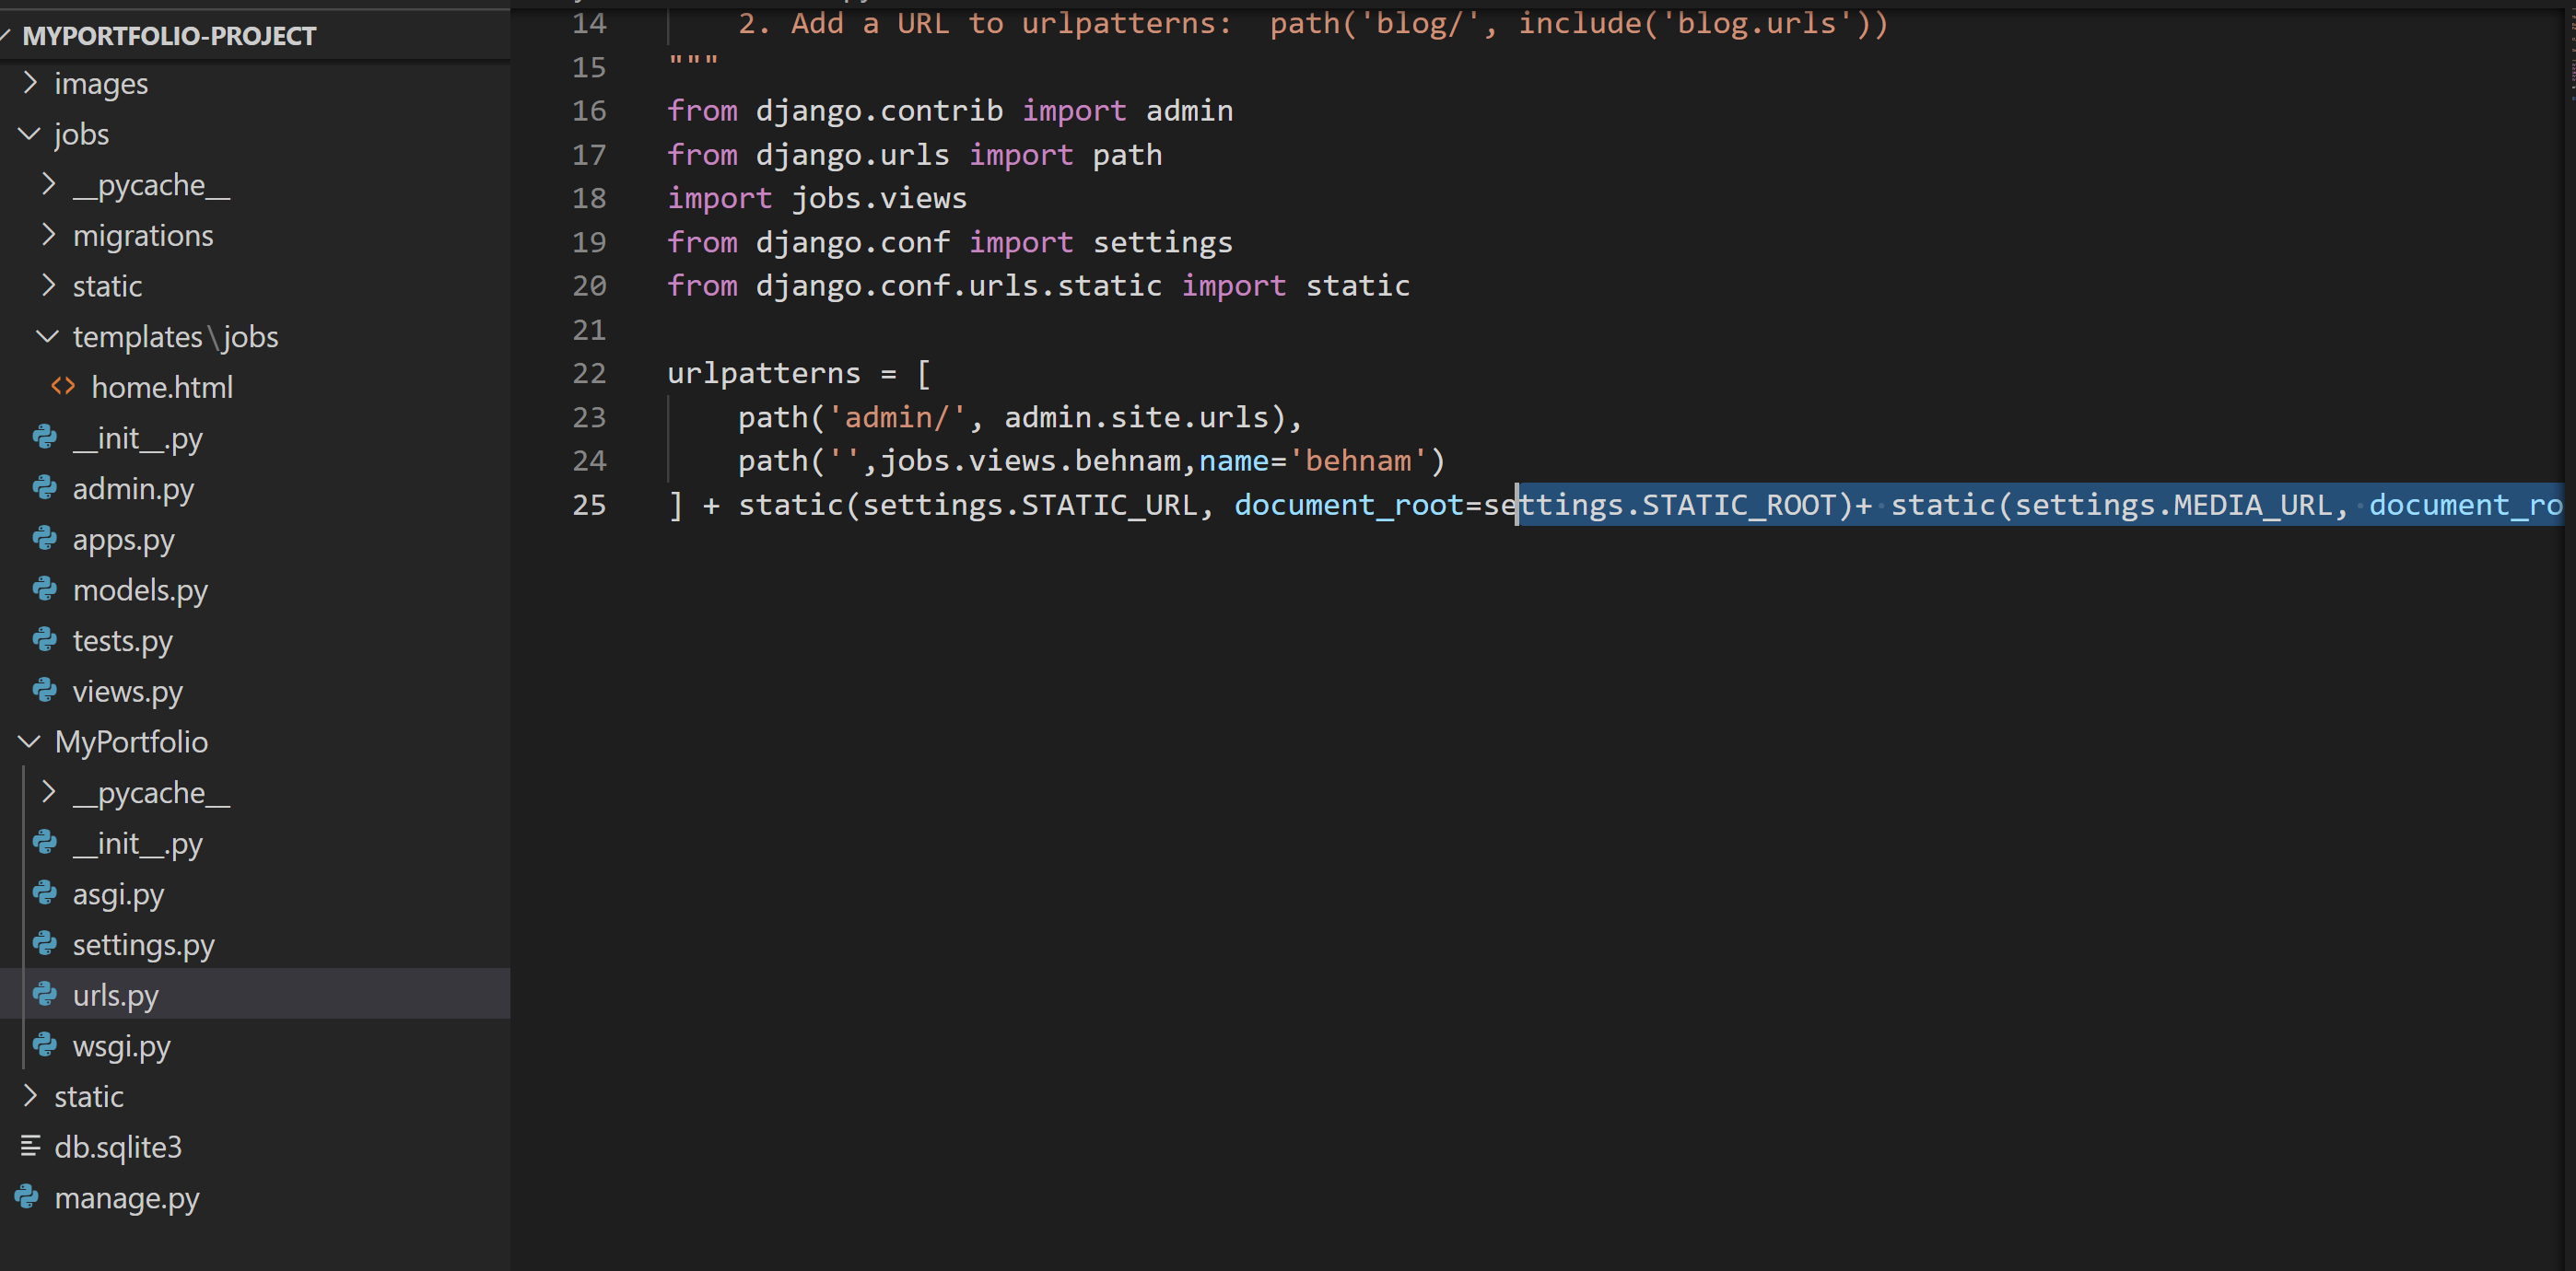 MYPORTFOLIO-PROJECT
images
jobs
__pycache__
migrations
static
templates\jobs
home.html
__init__.py
admin.py
apps.py
models.py
tests.py
views.py
MyPortfolio
__pycache__
__init__.py
asgi.py
settings.py
urls.py
wsgi.py
static
db.sqlite3
manage.py
14 2. Add a URL to urlpatterns:  path('blog/', include('blog.urls'))
15 """
16 from django.contrib import admin
17 from django.urls import path
18 import jobs.views
19 from django.conf import settings
20 from django.conf.urls.static import static
21
22 urlpatterns = [
23     path('admin/', admin.site.urls),
24     path('',jobs.views.behnam,name='behnam')
25 ] + static(settings.STATIC_URL, document_root=settings.STATIC_ROOT)+ static(settings.MEDIA_URL, document_ro